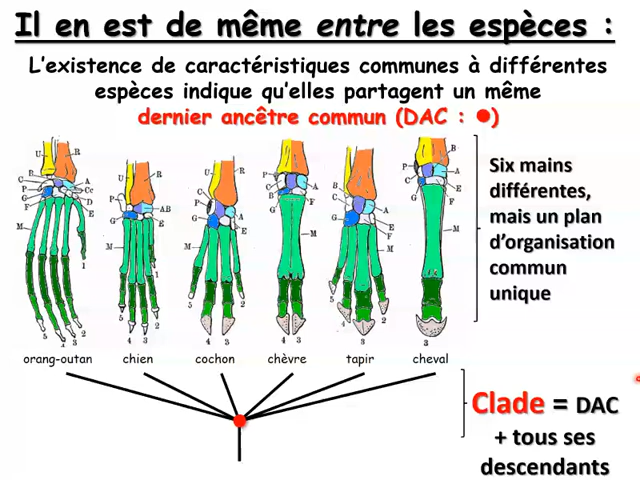 Il en est de même entre les espèces :
L'existence de caractéristiques communes à différentes
espèces indique qu'elles partagent un même
dernier ancêtre commun (DAC : )
Six mains
différentes,
mais un plan
d'organisation
commun
unique
orang-outan chien cochon chèvre tapir cheval
Clade = DAC
+ tous ses
descendants